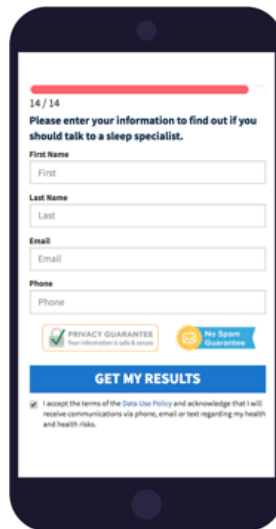 14 / 14
Please enter your information to find out if you
should talk to a sleep specialist.
First Name
First
Last Name
Last
Email
Email
Phone
Phone
PRIVACY GUARANTEE
Your information is safe & secure
No Spam
Guarantee
GET MY RESULTS
I accept the terms of the Data Use Policy and acknowledge that I will
receive communications via phone, email or text regarding my health
and health risks.